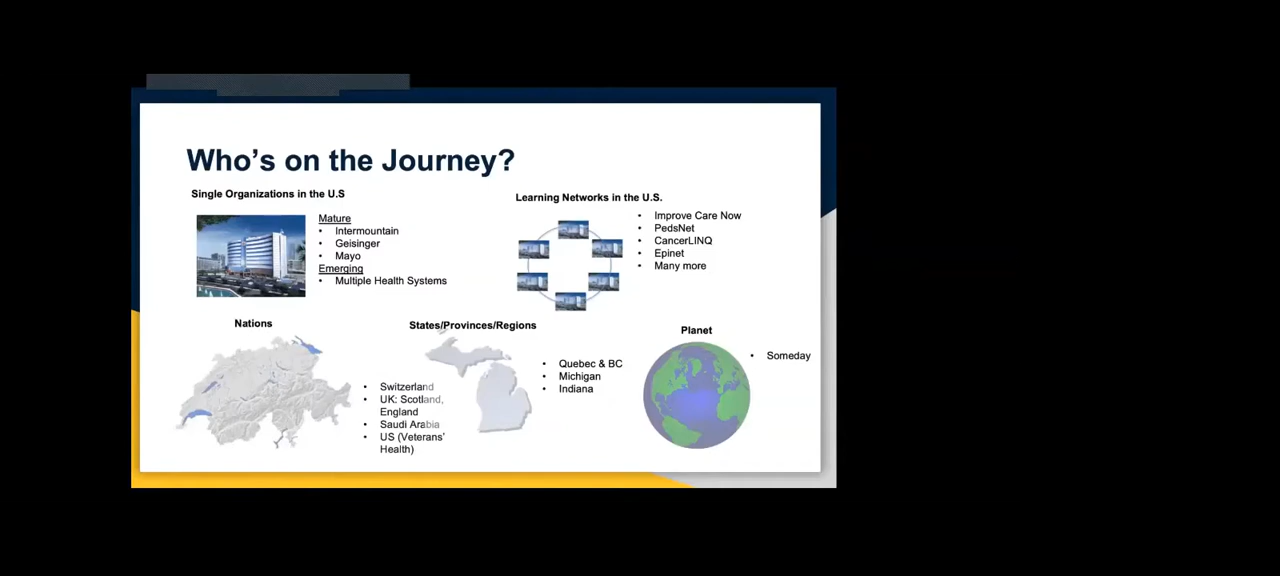 Who's on the Journey?
Single Organizations in the U.S
Mature
• Intermountain
• Geisinger
• Mayo
Emerging
• Multiple Health Systems
Learning Networks in the U.S.
• Improve Care Now
• PedsNet
• CancerLINQ
• Epinet
• Many more
Nations
• Switzerland
• UK: Scotland,
England
• Saudi Arabia
• US (Veterans'
Health)
States/Provinces/Regions
• Quebec & BC
• Michigan
• Indiana
Planet
• Someday